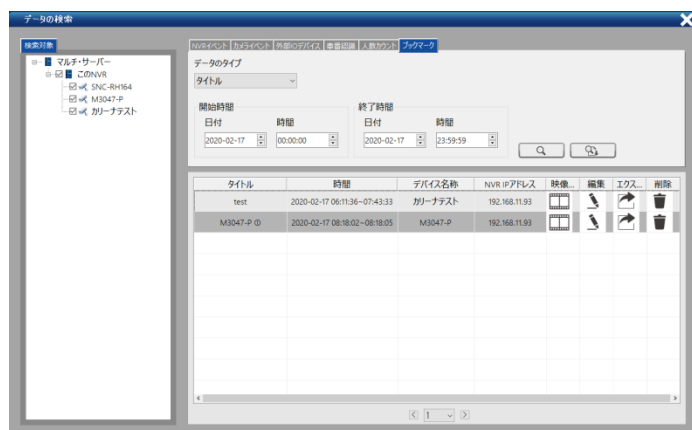 データの検索
検索対象
マルチ・サーバー
このNVR
SNC-RH164
M3047-P
カリーナテスト
NVRイベント カメライベント 外部IOデバイス 車番認識 人数カウント ブックマーク
データのタイプ
タイトル
開始時間
日付 時間
2020-02-17 00:00:00
終了時間
日付 時間
2020-02-17 23:59:59
タイトル 時間 デバイス名称 NVR IPアドレス 映像... 編集 エクス... 削除
test 2020-02-17 06:11:36~07:43:33 カリーナテスト 192.168.11.93
M3047-P ① 2020-02-17 08:18:02~08:18:05 M3047-P 192.168.11.93
1